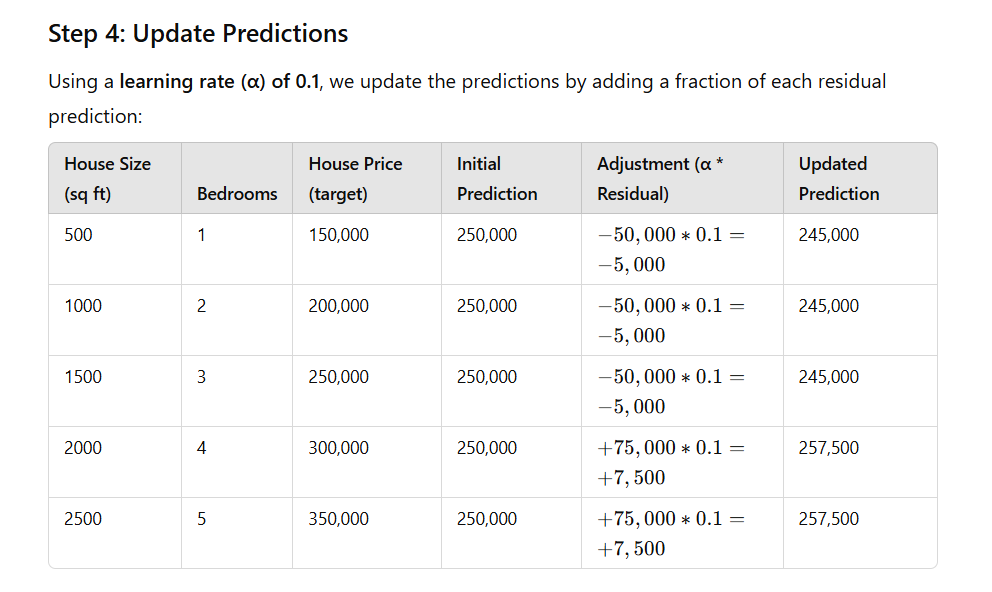 Step 4: Update Predictions
Using a learning rate (α) of 0.1, we update the predictions by adding a fraction of each residual
prediction:
House Size (sq ft) Bedrooms House Price (target) Initial Prediction Adjustment (α * Residual) Updated Prediction
500 1 150,000 250,000 −50,000 ∗ 0.1 = −5,000 245,000
1000 2 200,000 250,000 −50,000 ∗ 0.1 = −5,000 245,000
1500 3 250,000 250,000 −50,000 ∗ 0.1 = −5,000 245,000
2000 4 300,000 250,000 +75,000 ∗ 0.1 = +7,500 257,500
2500 5 350,000 250,000 +75,000 ∗ 0.1 = +7,500 257,500